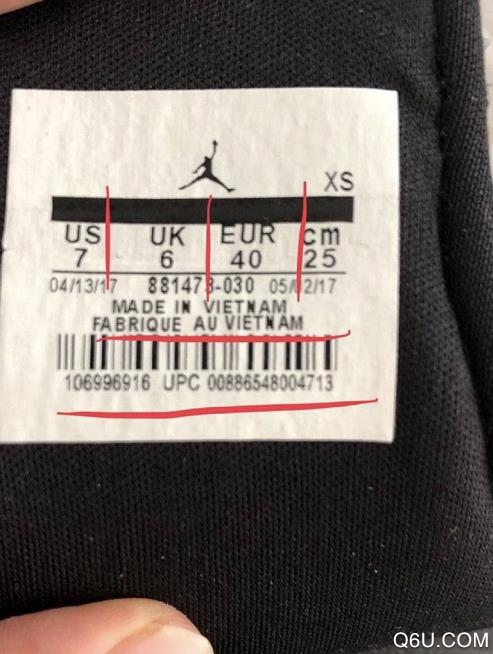 XS
US UK EUR cm
7 6 40 25
04/13/17 881473-030 05/02/17
MADE IN VIETNAM
FABRIQUE AU VIETNAM
106996916 UPC 00886548004713
Q6U.COM